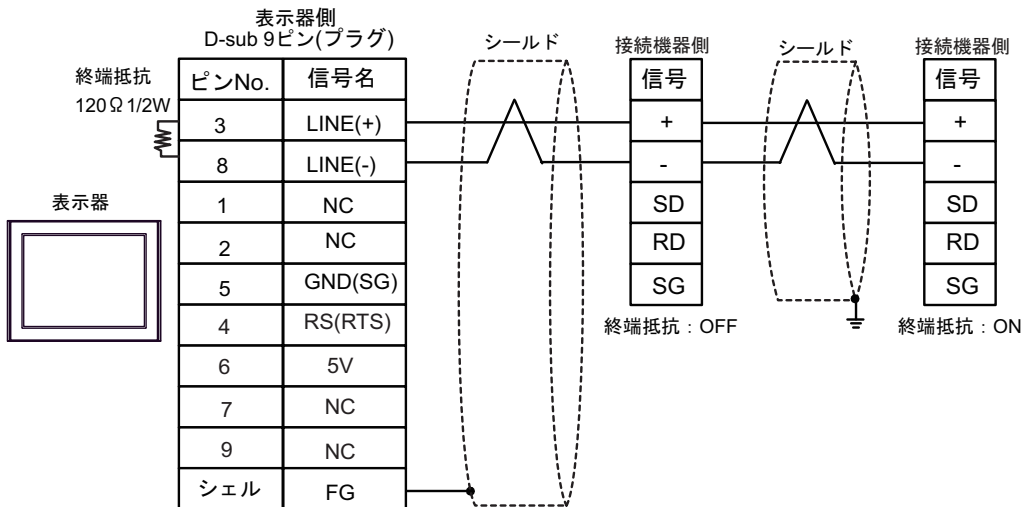 表示器側
D-sub 9ピン(プラグ)
シールド
接続機器側
シールド
接続機器側
終端抵抗
120Ω1/2W
ピンNo. 信号名
3 LINE(+)
8 LINE(-)
1 NC
2 NC
5 GND(SG)
4 RS(RTS)
6 5V
7 NC
9 NC
シェル FG
表示器
信号
+
-
SD
RD
SG
終端抵抗：OFF
信号
+
-
SD
RD
SG
終端抵抗：ON